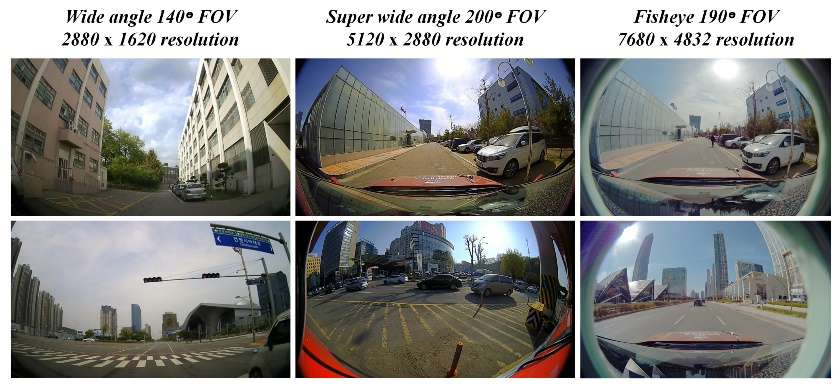 Wide angle 140° FOV
2880 x 1620 resolution
Super wide angle 200° FOV
5120 x 2880 resolution
Fisheye 190° FOV
7680 x 4832 resolution